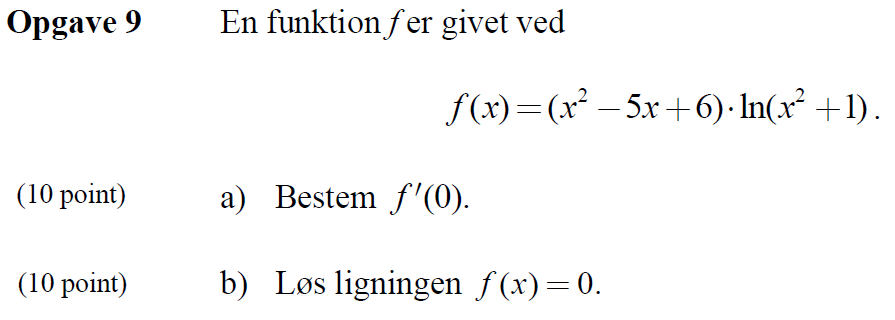 Opgave 9 En funktion f er givet ved
f(x)=(x² − 5x+6)·ln(x² +1).
(10 point) a) Bestem f′(0).
(10 point) b) Løs ligningen f(x)=0.